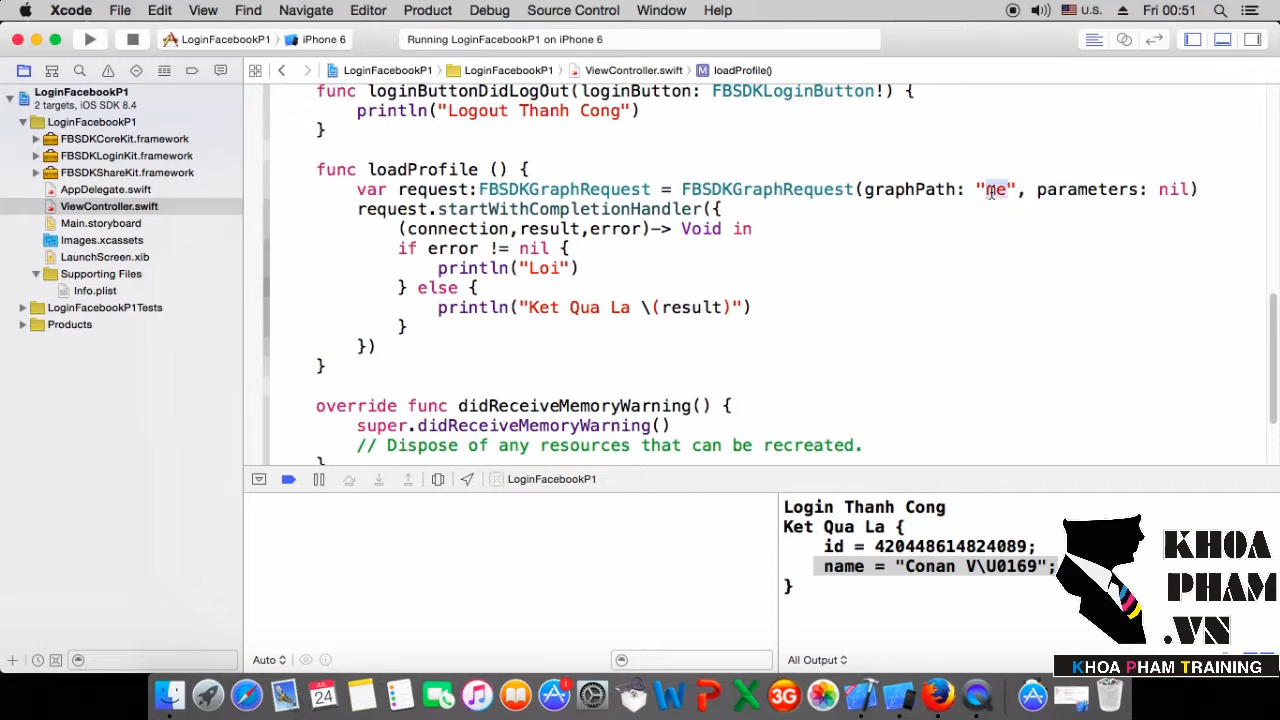 Xcode File Edit View Find Navigate Editor Product Debug Source Control Window Help U.S. Fri 00:51
LoginFacebookP1 iPhone 6 Running LoginFacebookP1 on iPhone 6
LoginFacebookP1 LoginFacebookP1 ViewController.swift M loadProfile()
LoginFacebookP1
2 targets, iOS SDK 8.4
LoginFacebookP1
FBSDKCoreKit.framework
FBSDKLoginKit.framework
FBSDKShareKit.framework
AppDelegate.swift
ViewController.swift
Main.storyboard
Images.xcassets
LaunchScreen.xib
Supporting Files
Info.plist
LoginFacebookP1Tests
Products
func loginButtonDidLogOut(loginButton: FBSDKLoginButton!) {
println("Logout Thanh Cong")
}
func loadProfile () {
var request:FBSDKGraphRequest = FBSDKGraphRequest(graphPath: "me", parameters: nil)
request.startWithCompletionHandler({
(connection,result,error)-> Void in
if error != nil {
println("Loi")
} else {
println("Ket Qua La \(result)")
}
})
}
override func didReceiveMemoryWarning() {
super.didReceiveMemoryWarning()
// Dispose of any resources that can be recreated.
}
LoginFacebookP1
Login Thanh Cong
Ket Qua La {
id = 420448614824089;
name = "Conan V\U0169";
}
Auto
All Output
KHOA
PHAM
.VN
KHOA PHAM TRAINING
JUL
24
3G
1